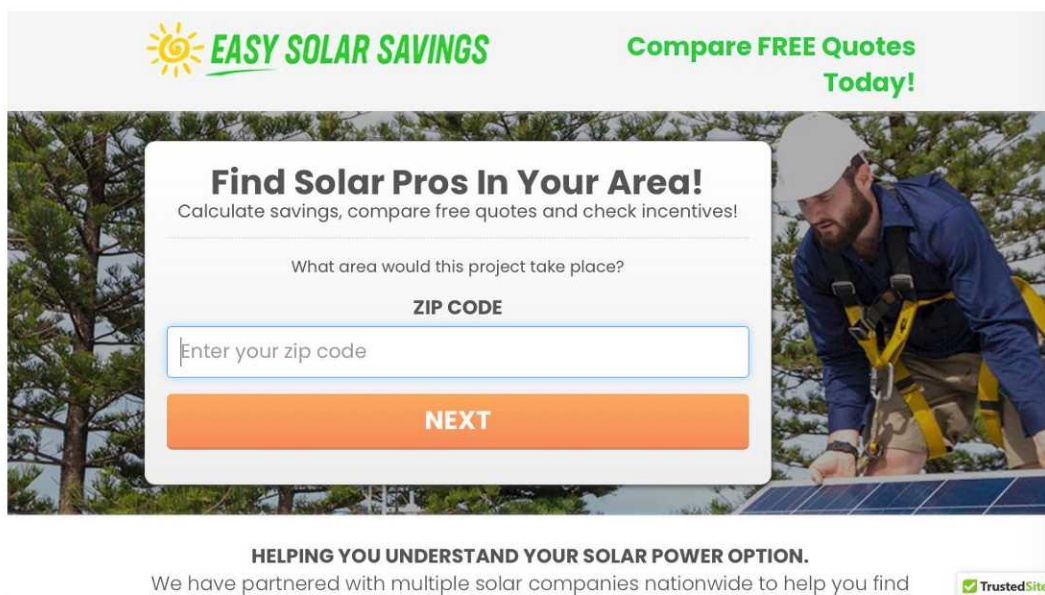 EASY SOLAR SAVINGS
Compare FREE Quotes
Today!
Find Solar Pros In Your Area!
Calculate savings, compare free quotes and check incentives!
What area would this project take place?
ZIP CODE
Enter your zip code
NEXT
HELPING YOU UNDERSTAND YOUR SOLAR POWER OPTION.
We have partnered with multiple solar companies nationwide to help you find
TrustedSite